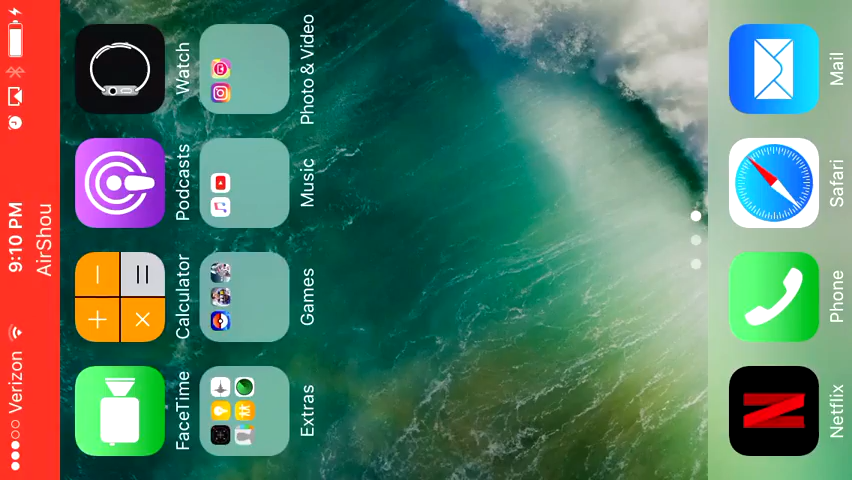 ●●●○○ Verizon 9:10 PM
AirShou
FaceTime Calculator Podcasts Watch
Extras Games Music Photo & Video
Netflix Phone Safari Mail